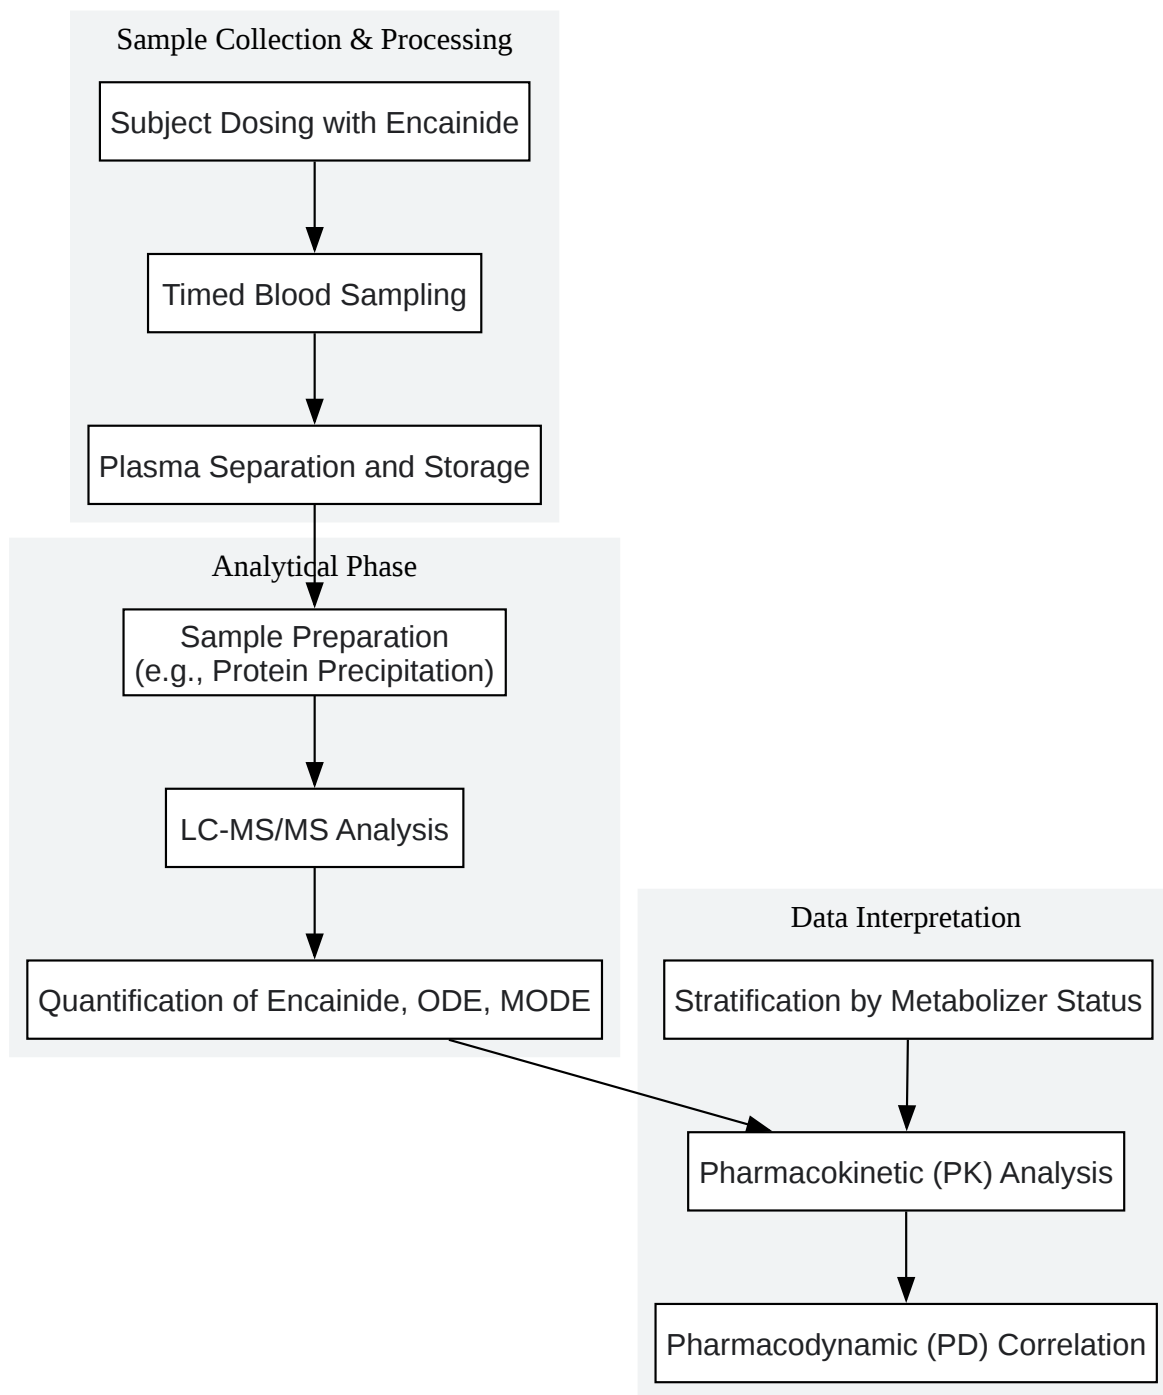 Sample Collection & Processing
Subject Dosing with Encainide
Timed Blood Sampling
Plasma Separation and Storage
Analytical Phase
Sample Preparation
(e.g., Protein Precipitation)
LC-MS/MS Analysis
Quantification of Encainide, ODE, MODE
Data Interpretation
Stratification by Metabolizer Status
Pharmacokinetic (PK) Analysis
Pharmacodynamic (PD) Correlation